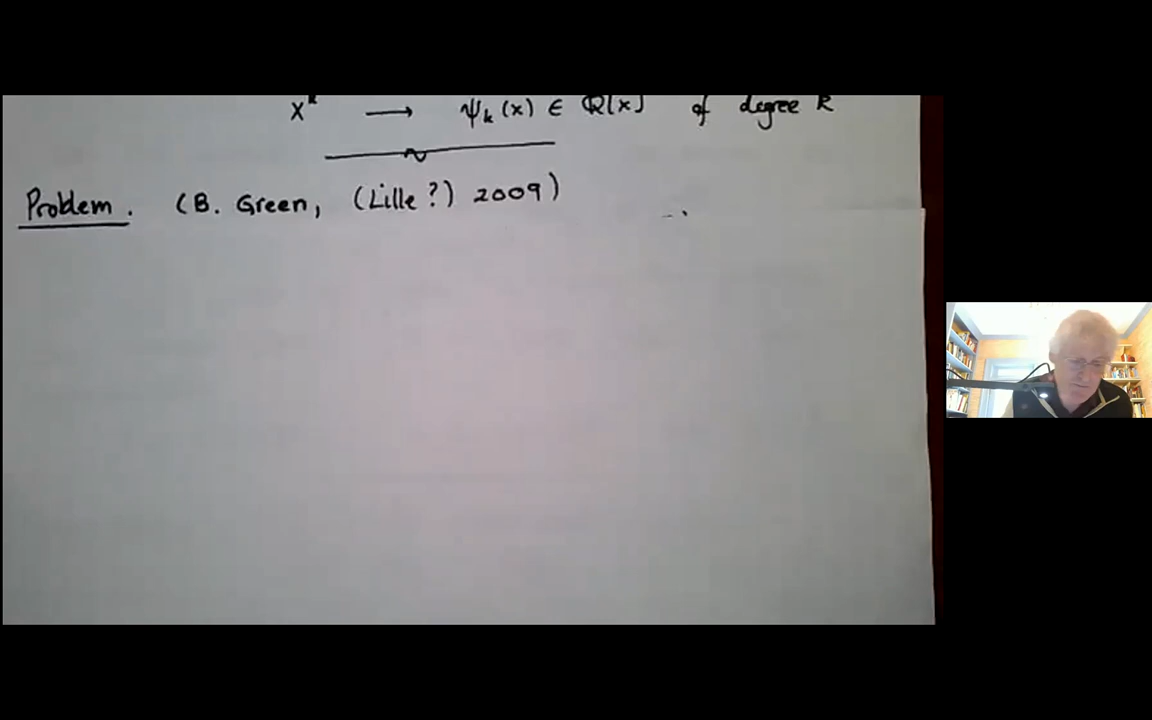 x^k → ψ_k(x) ∈ Q[x] of degree k
Problem. (B. Green, (Lille?) 2009)